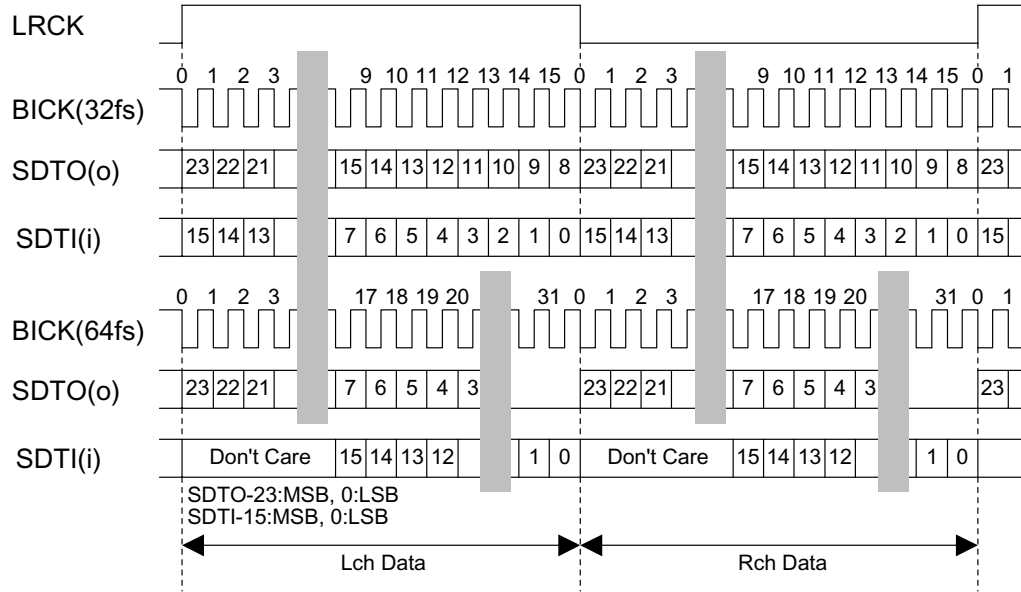 LRCK
0 1 2 3 9 10 11 12 13 14 15 0 1 2 3 9 10 11 12 13 14 15 0 1
BICK(32fs)
SDTO(o) 23 22 21 15 14 13 12 11 10 9 8 23 22 21 15 14 13 12 11 10 9 8 23
SDTI(i) 15 14 13 7 6 5 4 3 2 1 0 15 14 13 7 6 5 4 3 2 1 0 15
0 1 2 3 17 18 19 20 31 0 1 2 3 17 18 19 20 31 0 1
BICK(64fs)
SDTO(o) 23 22 21 7 6 5 4 3 23 22 21 7 6 5 4 3 23
SDTI(i) Don't Care 15 14 13 12 1 0 Don't Care 15 14 13 12 1 0
SDTO-23:MSB, 0:LSB
SDTI-15:MSB, 0:LSB
Lch Data Rch Data